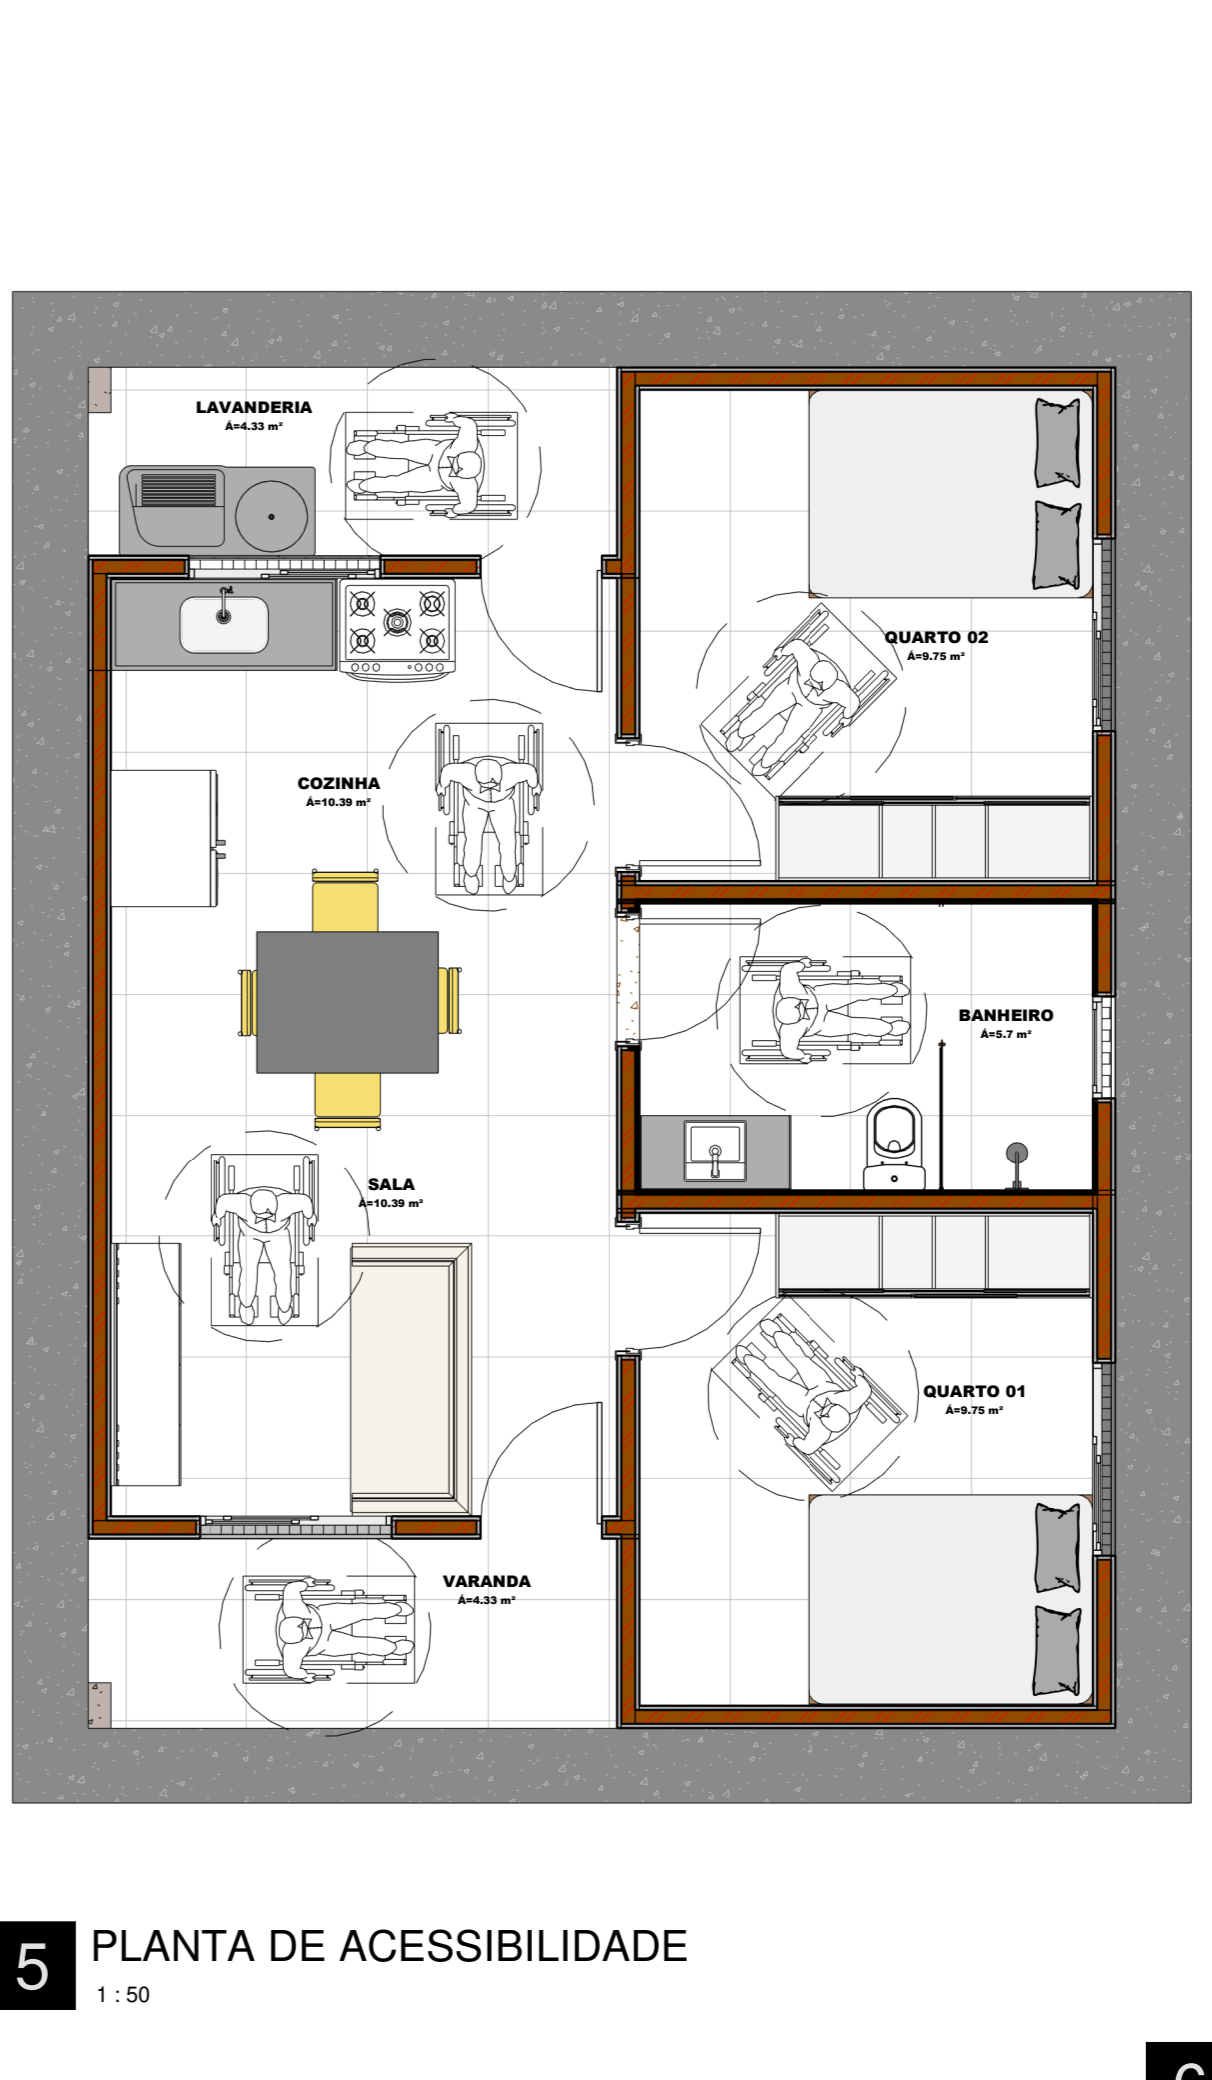 LAVANDERIA
Á=4.33 m²
QUARTO 02
Á=9.75 m²
COZINHA
Á=10.39 m²
BANHEIRO
Á=5.7 m²
SALA
Á=10.39 m²
QUARTO 01
Á=9.75 m²
VARANDA
Á=4.33 m²
5 PLANTA DE ACESSIBILIDADE
1 : 50